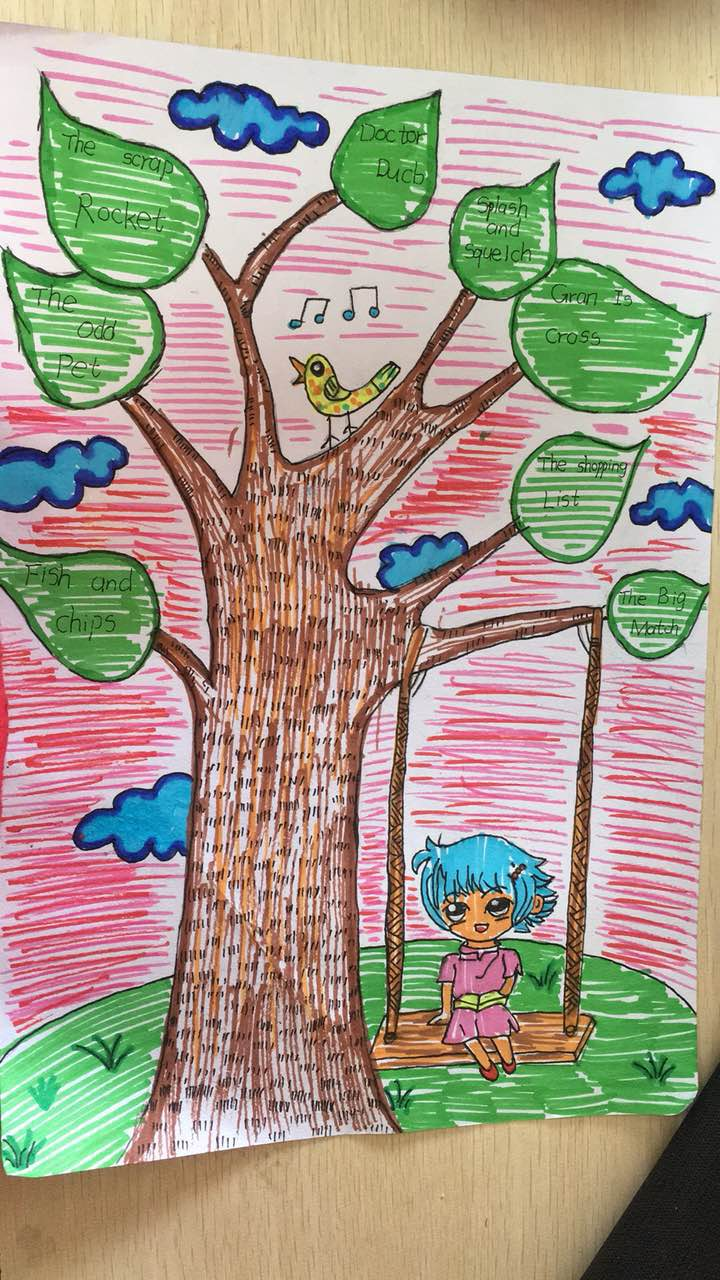 The scrap
Rocket
Doctor
Ducb
Splash
and
Squelch
The
odd
Pet
Gran Is
Cross
The shopping
List
Fish and
chips
The Big
Match